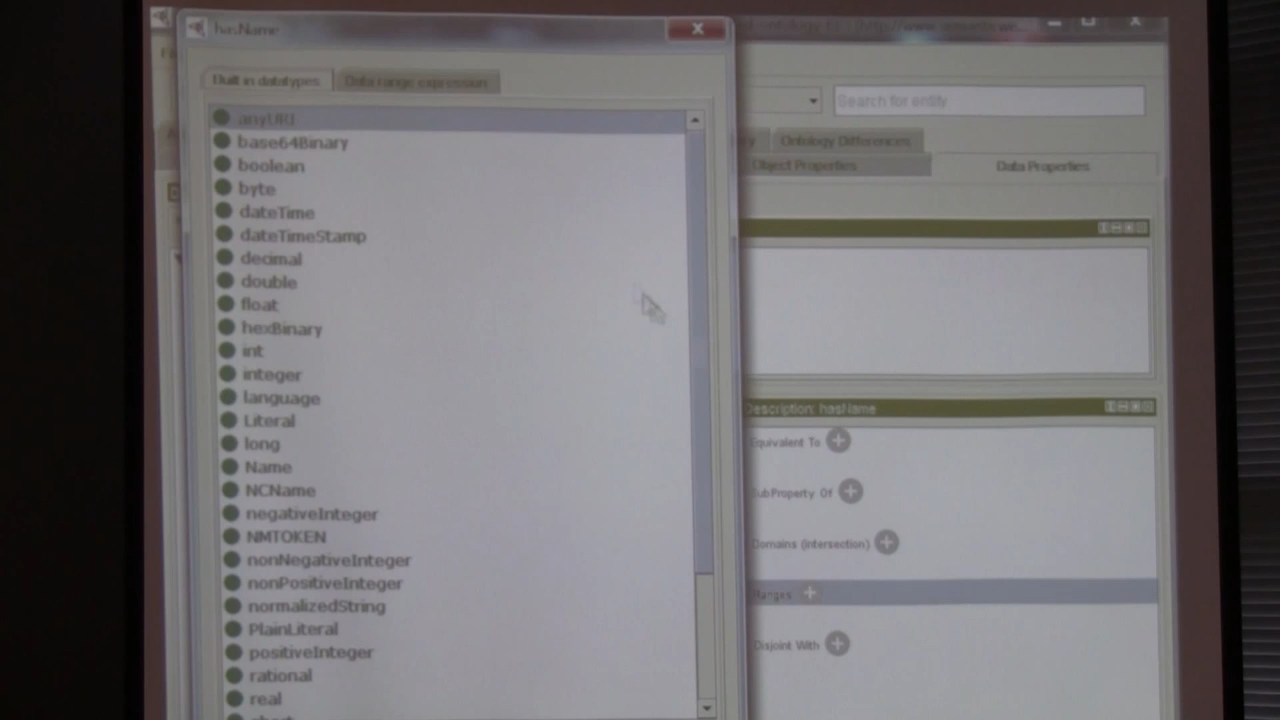 hasName
Built in datatypes
Data range expression
Search for entity
anyURI
base64Binary
Ontology Differences
boolean
Object Properties
Data Properties
byte
dateTime
dateTimeStamp
decimal
double
float
hexBinary
int
integer
language
Description: hasName
Literal
Equivalent To
long
Name
NCName
SubProperty Of
negativeInteger
NMTOKEN
Domains (intersection)
nonNegativeInteger
nonPositiveInteger
Ranges
normalizedString
PlainLiteral
Disjoint With
positiveInteger
rational
real